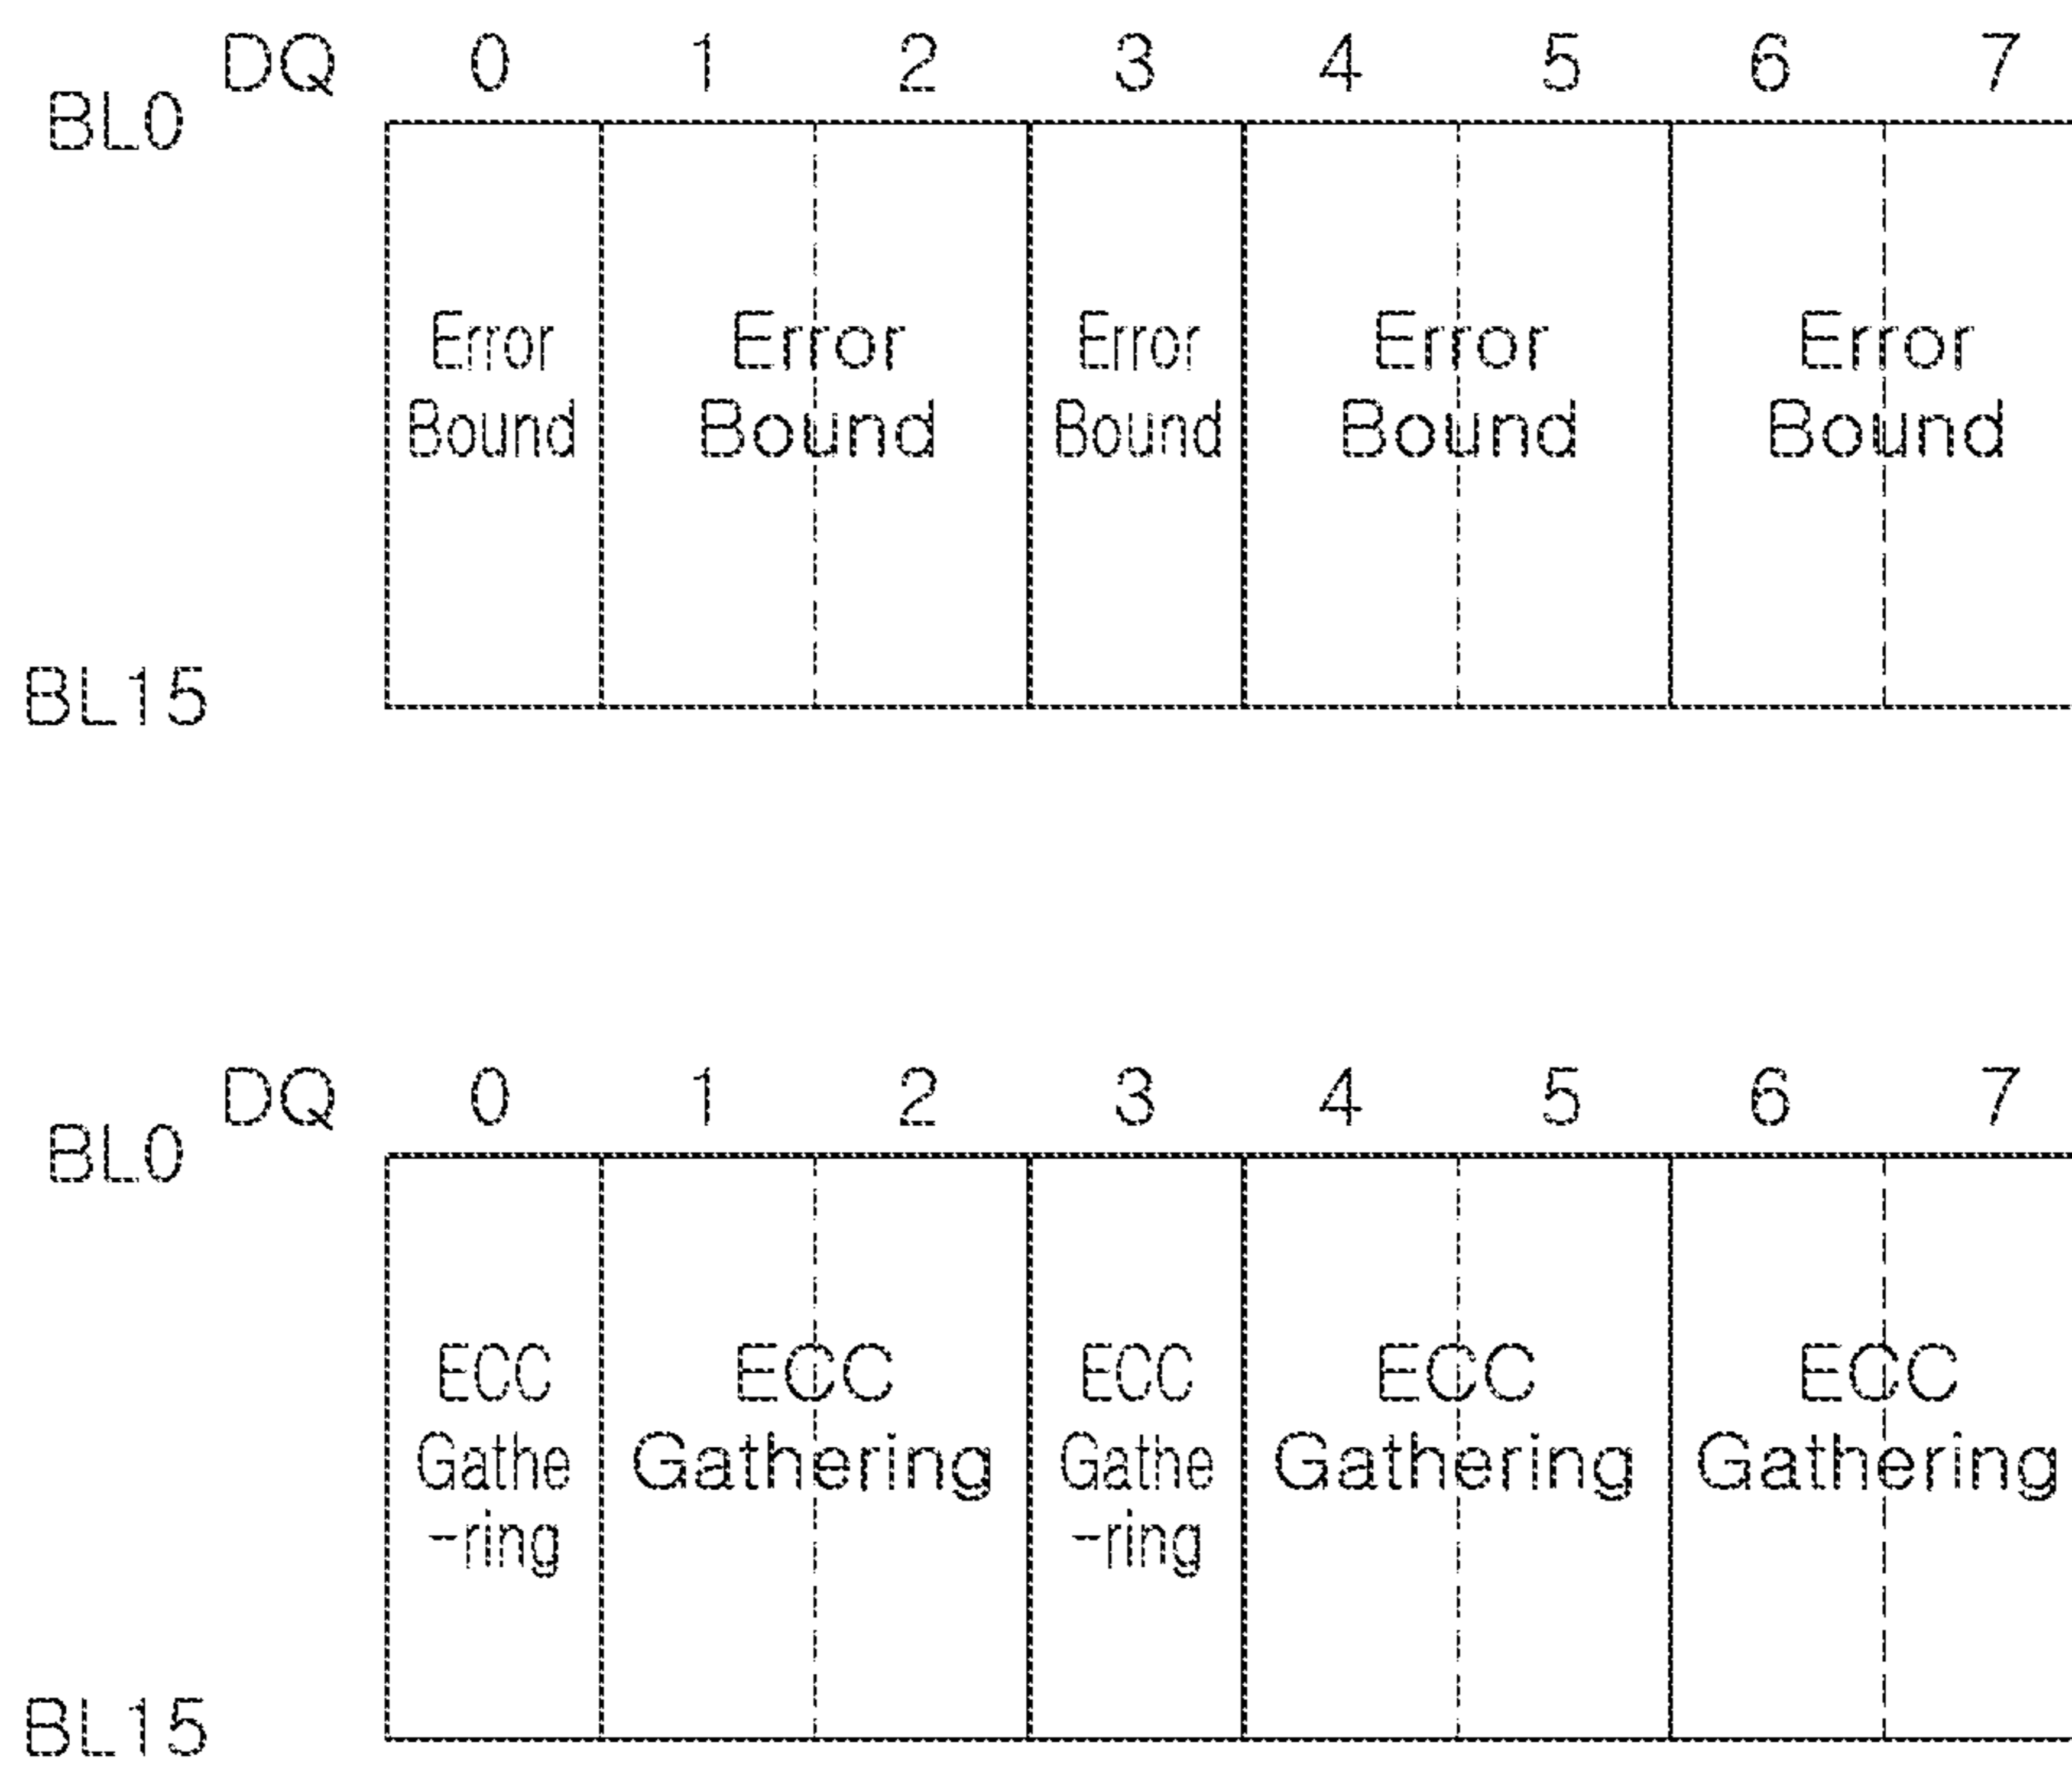 DQ 0 1 2 3 4 5 6 7
BL0
Error Error Error Error Error
Bound Bound Bound Bound Bound
BL15
DQ 0 1 2 3 4 5 6 7
BL0
ECC ECC ECC ECC ECC
Gathe Gathering Gathe Gathering Gathering
-ring -ring
BL15